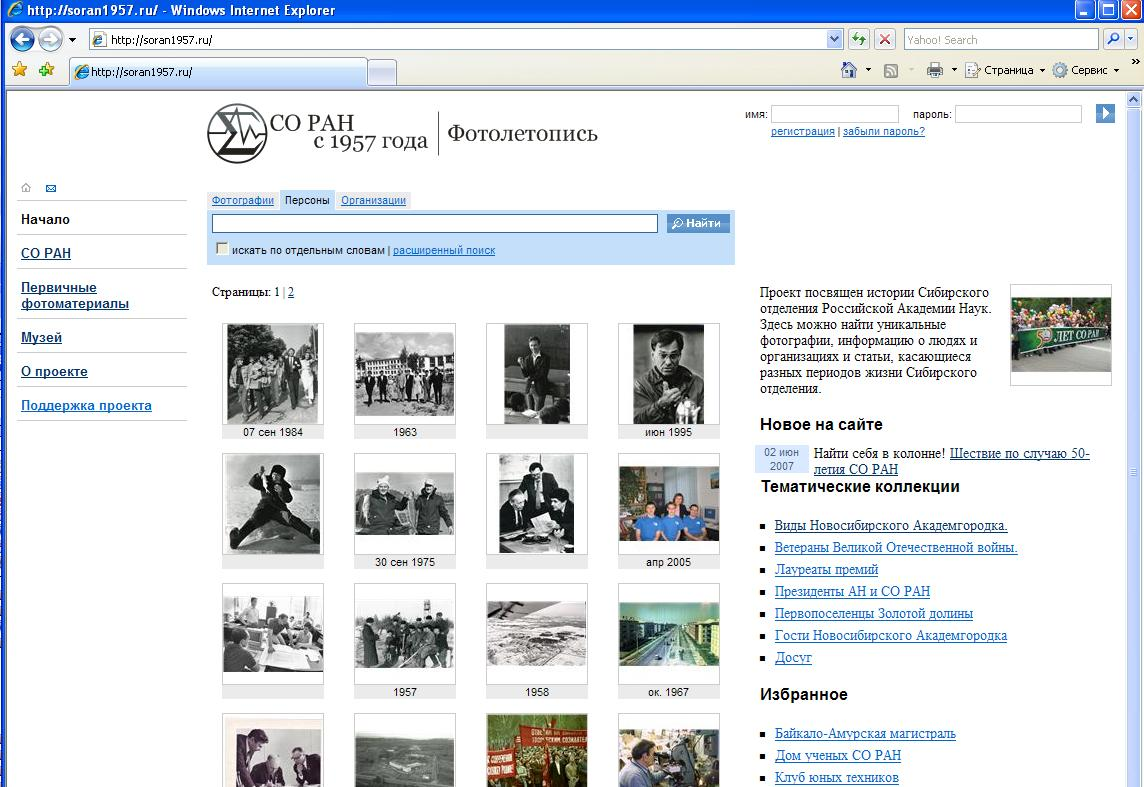 http://soran1957.ru/ - Windows Internet Explorer
http://soran1957.ru/
Yahoo! Search
http://soran1957.ru/
Страница
Сервис
СО РАН
с 1957 года
Фотолетопись
имя:
пароль:
регистрация | забыли пароль?
Начало
СО РАН
Первичные
фотоматериалы
Музей
О проекте
Поддержка проекта
Фотографии
Персоны
Организации
Найти
искать по отдельным словам | расширенный поиск
Страницы: 1 | 2
07 сен 1984
1963
июн 1995
30 сен 1975
апр 2005
1957
1958
ок. 1967
Проект посвящен истории Сибирского
отделения Российской Академии Наук.
Здесь можно найти уникальные
фотографии, информацию о людях и
организациях и статьи, касающиеся
разных периодов жизни Сибирского
отделения.
ЛЕТ СО РАН
Новое на сайте
02 июн
2007
Найти себя в колонне! Шествие по случаю 50-
летия СО РАН
Тематические коллекции
Виды Новосибирского Академгородка.
Ветераны Великой Отечественной войны.
Лауреаты премий
Президенты АН и СО РАН
Первопоселенцы Золотой долины
Гости Новосибирского Академгородка
Досуг
Избранное
Байкало-Амурская магистраль
Дом ученых СО РАН
Клуб юных техников